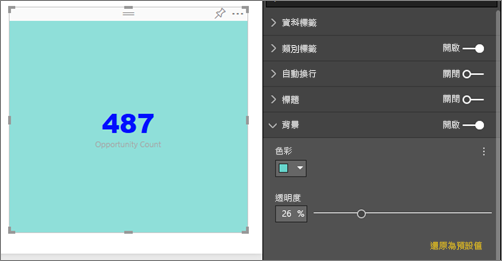 487
Opportunity Count
資料標籤
類別標籤 開啟
自動換行 關閉
標題 關閉
背景 開啟
色彩
透明度
26 %
還原為預設值